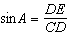 sin A = DE/CD